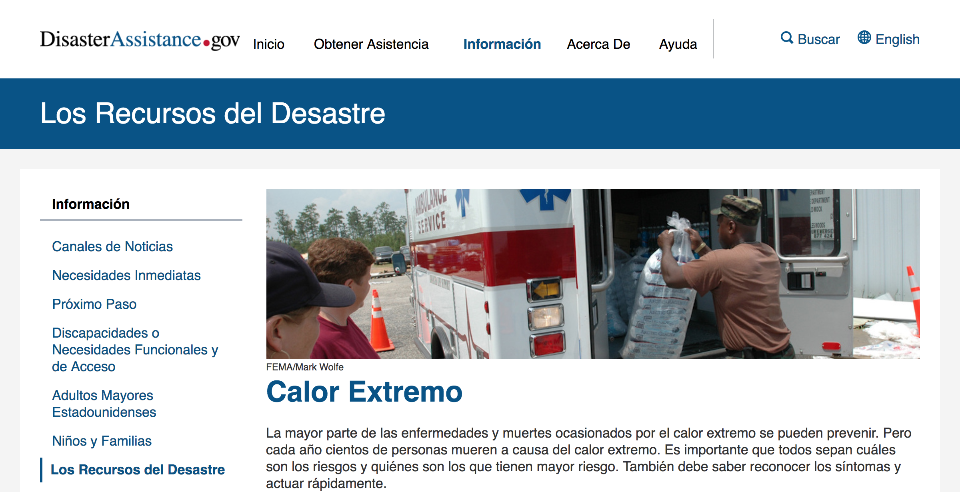 DisasterAssistance.gov
Inicio
Obtener Asistencia
Información
Acerca De
Ayuda
Buscar
English
Los Recursos del Desastre
Información
Canales de Noticias
Necesidades Inmediatas
Próximo Paso
Discapacidades o
Necesidades Funcionales y
de Acceso
Adultos Mayores
Estadounidenses
Niños y Familias
Los Recursos del Desastre
AMBULANCE
SERVICE
FEMA/Mark Wolfe
Calor Extremo
La mayor parte de las enfermedades y muertes ocasionados por el calor extremo se pueden prevenir. Pero
cada año cientos de personas mueren a causa del calor extremo. Es importante que todos sepan cuáles
son los riesgos y quiénes son los que tienen mayor riesgo. También debe saber reconocer los síntomas y
actuar rápidamente.